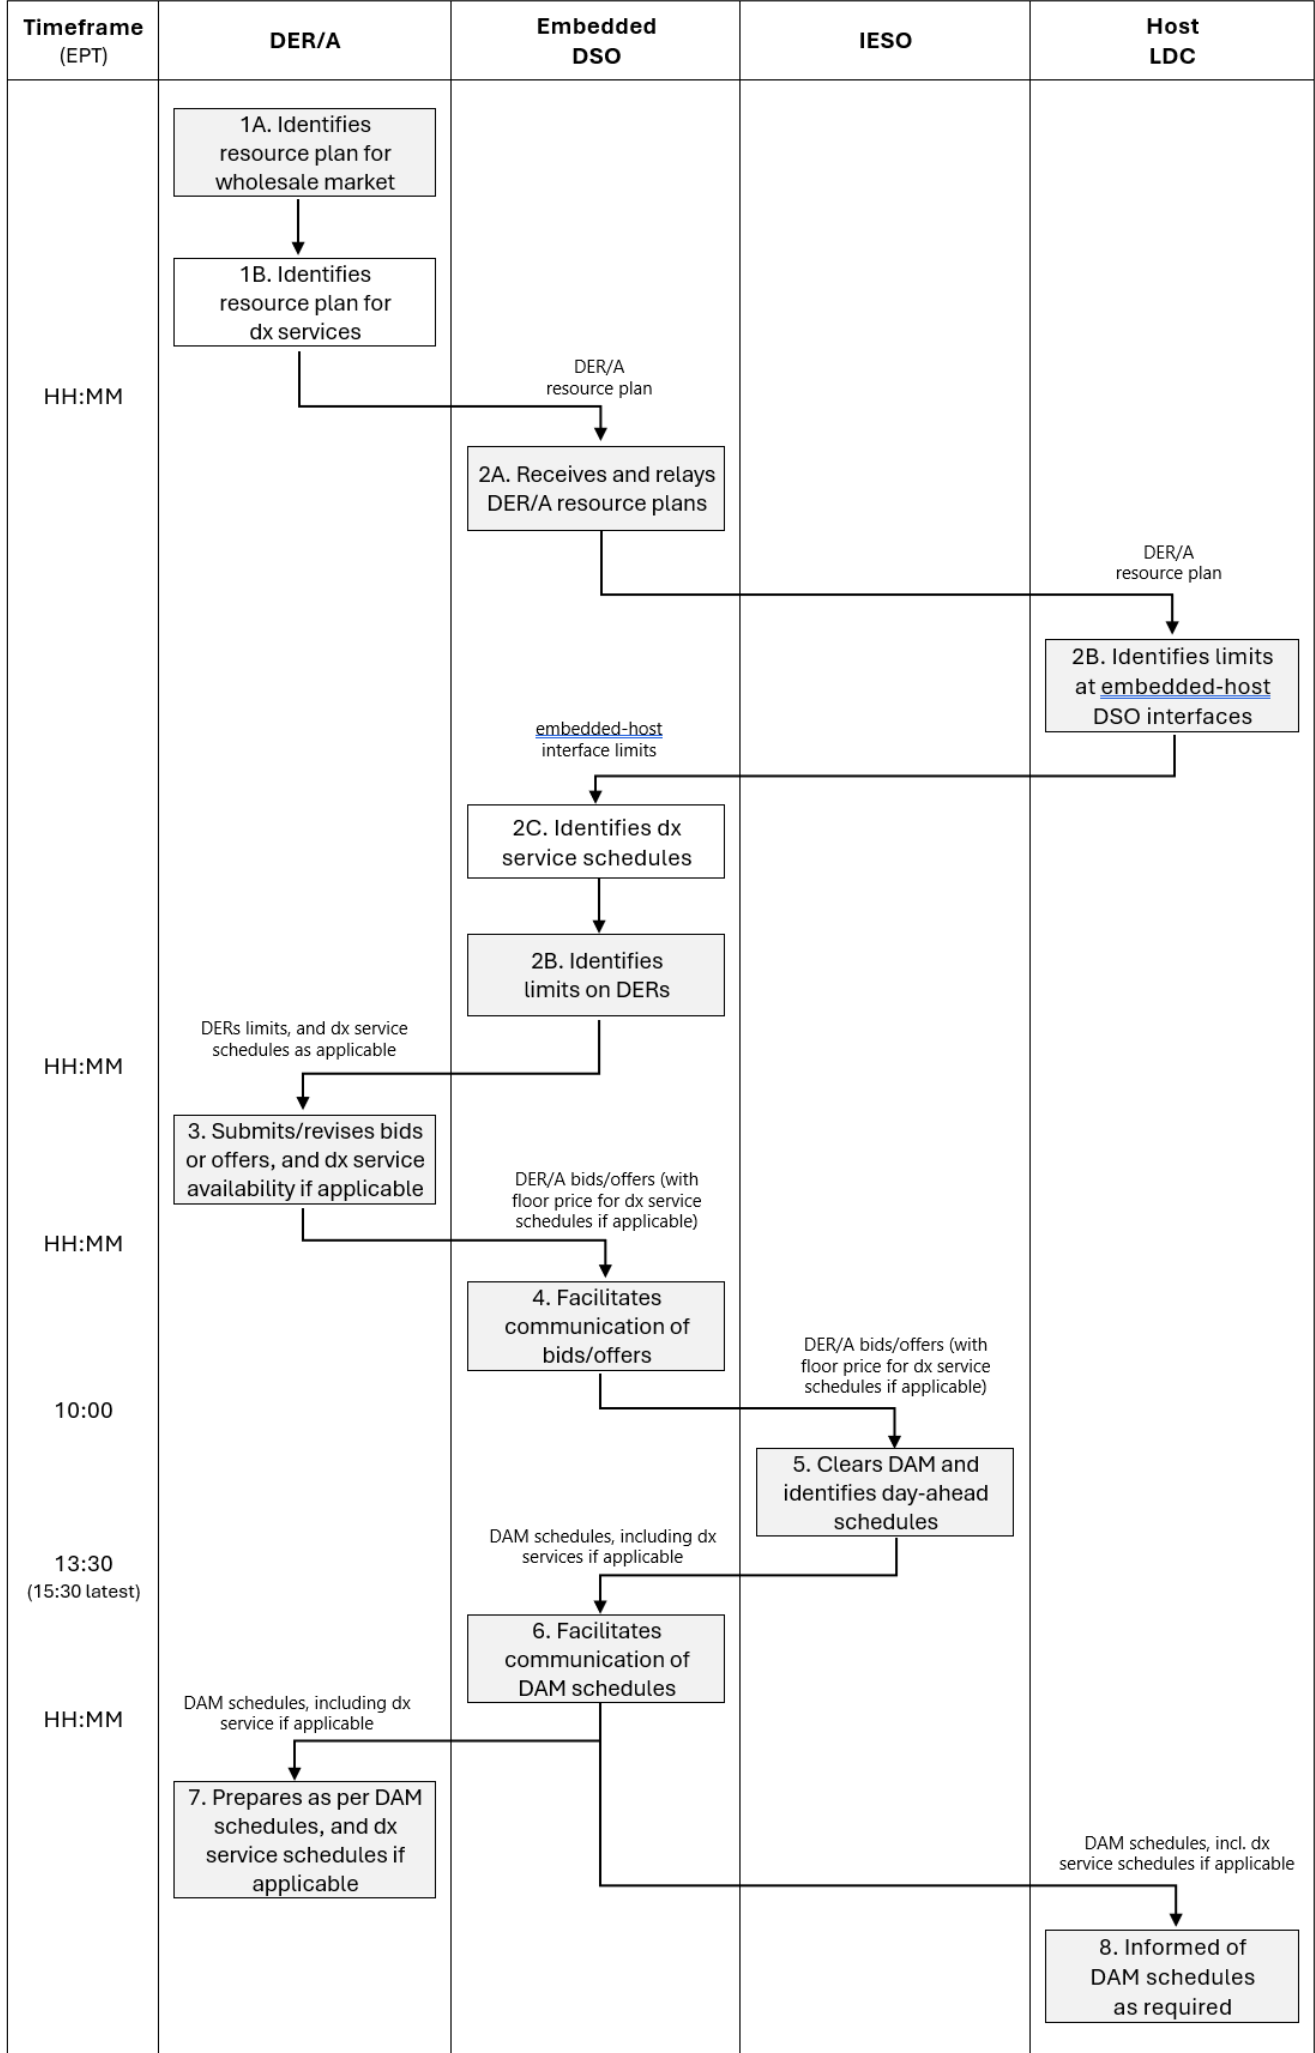 Timeframe
(EPT)
DER/A
Embedded
DSO
IESO
Host
LDC
1A. Identifies
resource plan for
wholesale market
1B. Identifies
resource plan for
dx services
HH:MM
DER/A
resource plan
2A. Receives and relays
DER/A resource plans
DER/A
resource plan
2B. Identifies limits
at embedded-host
DSO interfaces
embedded-host
interface limits
2C. Identifies dx
service schedules
2B. Identifies
limits on DERs
DERs limits, and dx service
schedules as applicable
HH:MM
3. Submits/revises bids
or offers, and dx service
availability if applicable
DER/A bids/offers (with
floor price for dx service
schedules if applicable)
HH:MM
4. Facilitates
communication of
bids/offers
DER/A bids/offers (with
floor price for dx service
schedules if applicable)
10:00
5. Clears DAM and
identifies day-ahead
schedules
DAM schedules, including dx
services if applicable
13:30
(15:30 latest)
6. Facilitates
communication of
DAM schedules
DAM schedules, including dx
service if applicable
HH:MM
7. Prepares as per DAM
schedules, and dx
service schedules if
applicable
DAM schedules, incl. dx
service schedules if applicable
8. Informed of
DAM schedules
as required